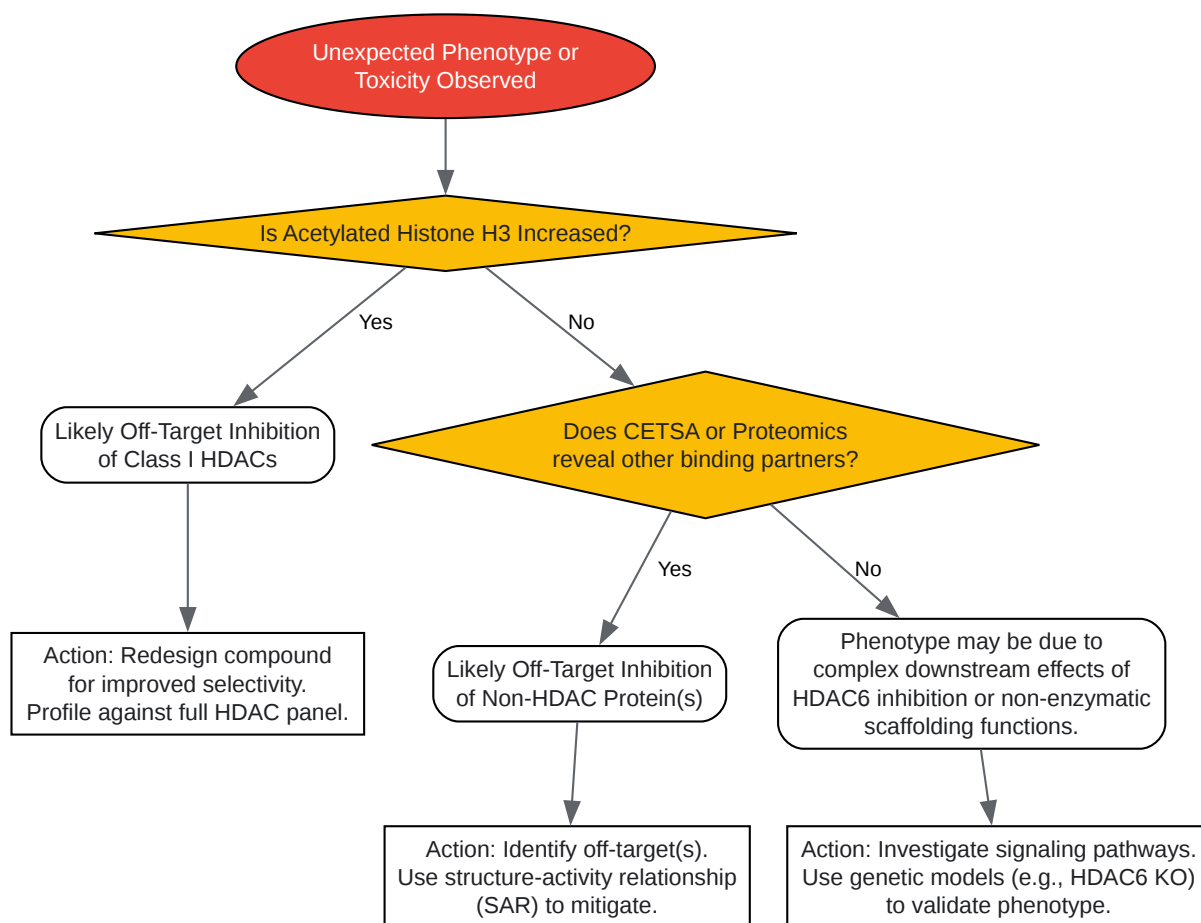 Unexpected Phenotype or
Toxicity Observed
Is Acetylated Histone H3 Increased?
Yes
No
Likely Off-Target Inhibition
of Class I HDACs
Does CETSA or Proteomics
reveal other binding partners?
Yes
No
Action: Redesign compound
for improved selectivity.
Profile against full HDAC panel.
Likely Off-Target Inhibition
of Non-HDAC Protein(s)
Phenotype may be due to
complex downstream effects of
HDAC6 inhibition or non-enzymatic
scaffolding functions.
Action: Identify off-target(s).
Use structure-activity relationship
(SAR) to mitigate.
Action: Investigate signaling pathways.
Use genetic models (e.g., HDAC6 KO)
to validate phenotype.